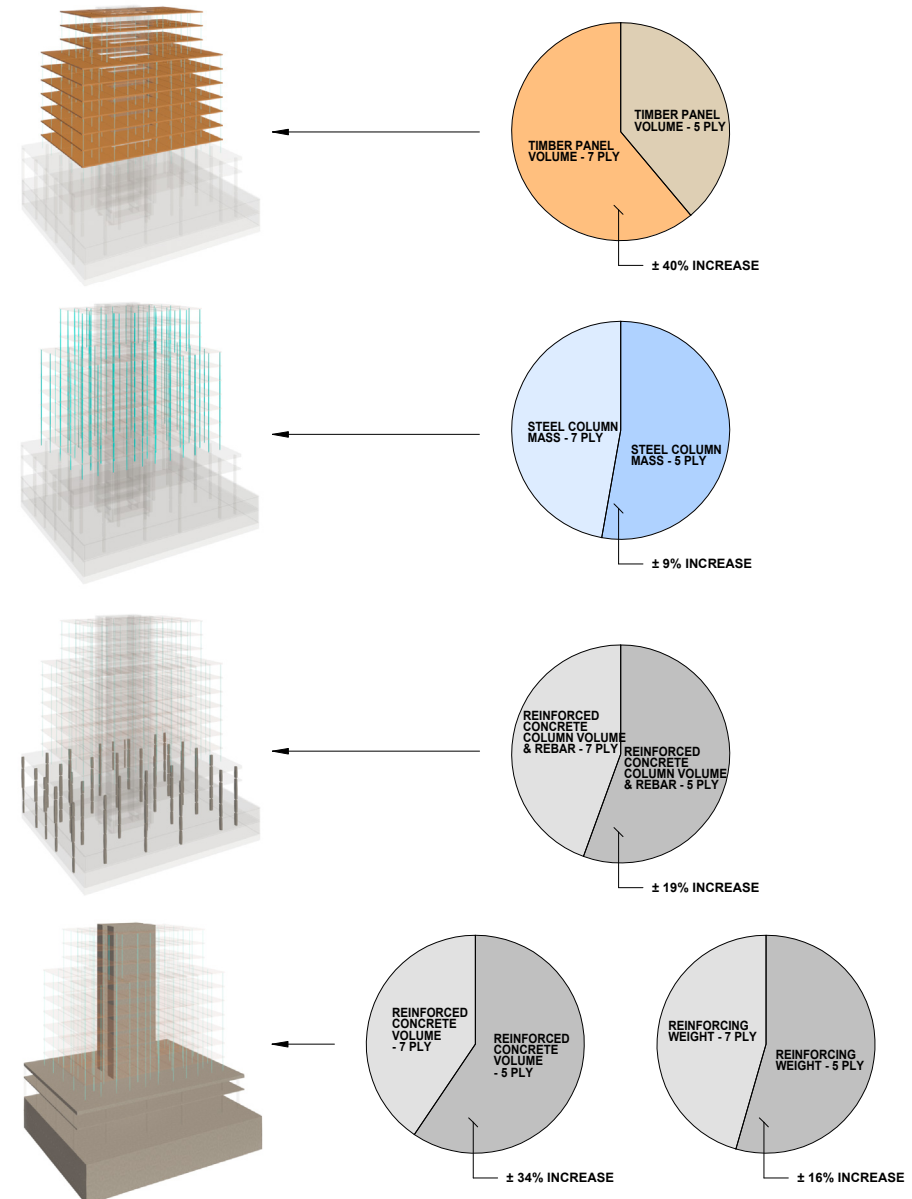 TIMBER PANEL
VOLUME - 5 PLY
TIMBER PANEL
VOLUME - 7 PLY
± 40% INCREASE
STEEL COLUMN
MASS - 7 PLY
STEEL COLUMN
MASS - 5 PLY
± 9% INCREASE
REINFORCED
CONCRETE
COLUMN VOLUME
& REBAR - 7 PLY
REINFORCED
CONCRETE
COLUMN VOLUME
& REBAR - 5 PLY
± 19% INCREASE
REINFORCED
CONCRETE
VOLUME
- 7 PLY
REINFORCED
CONCRETE
VOLUME
- 5 PLY
± 34% INCREASE
REINFORCING
WEIGHT - 7 PLY
REINFORCING
WEIGHT - 5 PLY
± 16% INCREASE